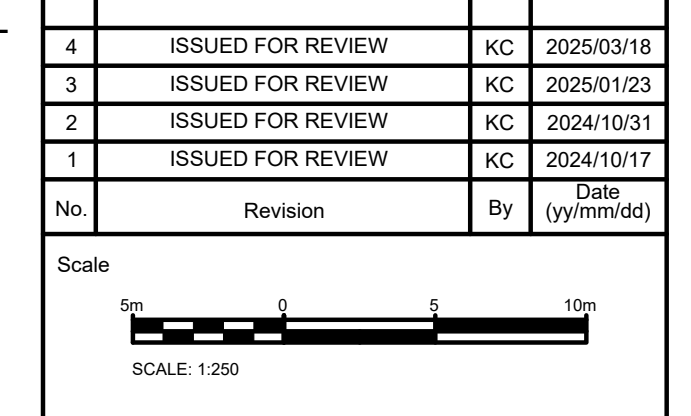 4 ISSUED FOR REVIEW KC 2025/03/18
3 ISSUED FOR REVIEW KC 2025/01/23
2 ISSUED FOR REVIEW KC 2024/10/31
1 ISSUED FOR REVIEW KC 2024/10/17
No. Revision By Date
(yy/mm/dd)
Scale
5m 0 5 10m
SCALE: 1:250